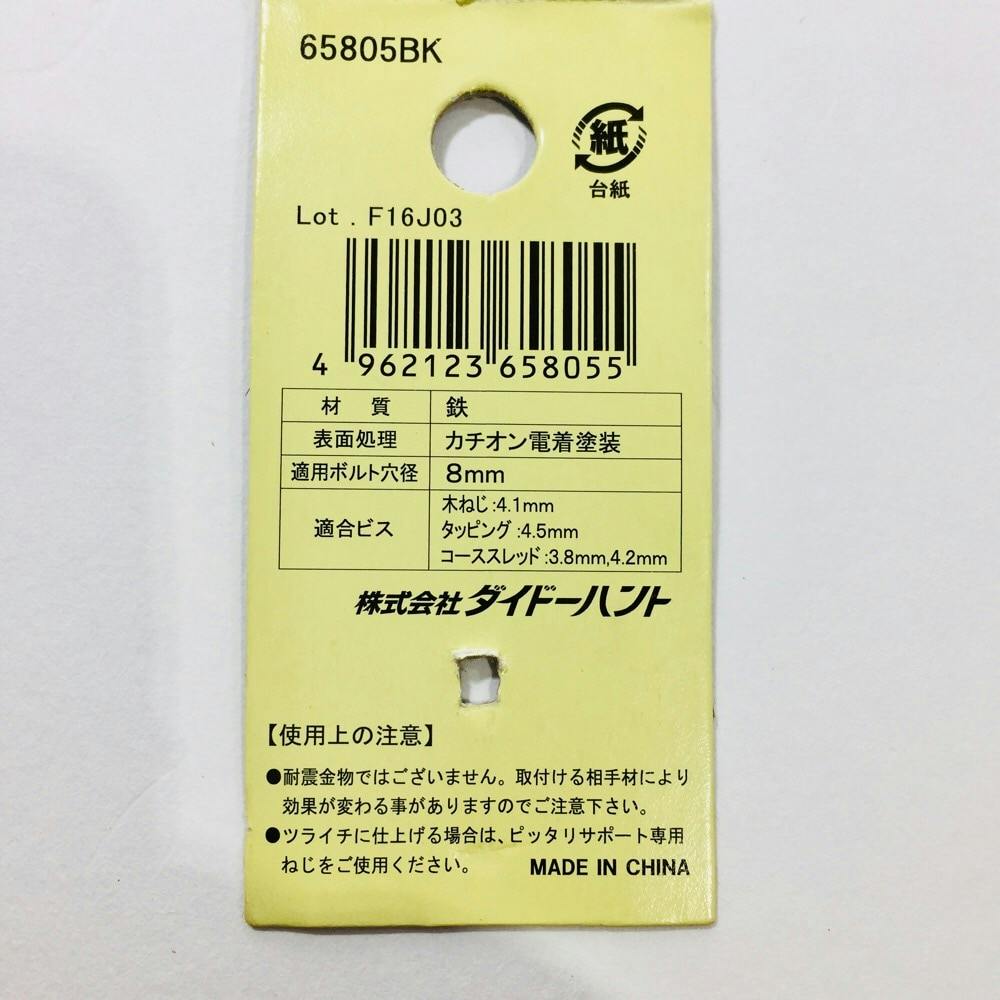 65805BK
紙
台紙
Lot . F16J03
4 962123 658055
材 質 鉄
表面処理 カチオン電着塗装
適用ボルト穴径 8mm
適合ビス
木ねじ:4.1mm
タッピング:4.5mm
コーススレッド:3.8mm,4.2mm
株式会社ダイドーハント
【使用上の注意】
●耐震金物ではございません。取付ける相手材により
効果が変わる事がありますのでご注意下さい。
●ツライチに仕上げる場合は、ピッタリサポート専用
ねじをご使用ください。 MADE IN CHINA